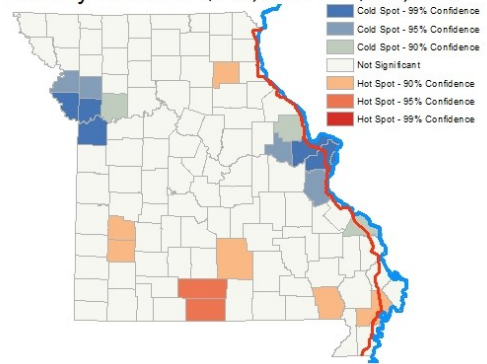 Cold Spot - 99% Confidence
Cold Spot - 95% Confidence
Cold Spot - 90% Confidence
Not Significant
Hot Spot - 90% Confidence
Hot Spot - 95% Confidence
Hot Spot - 99% Confidence